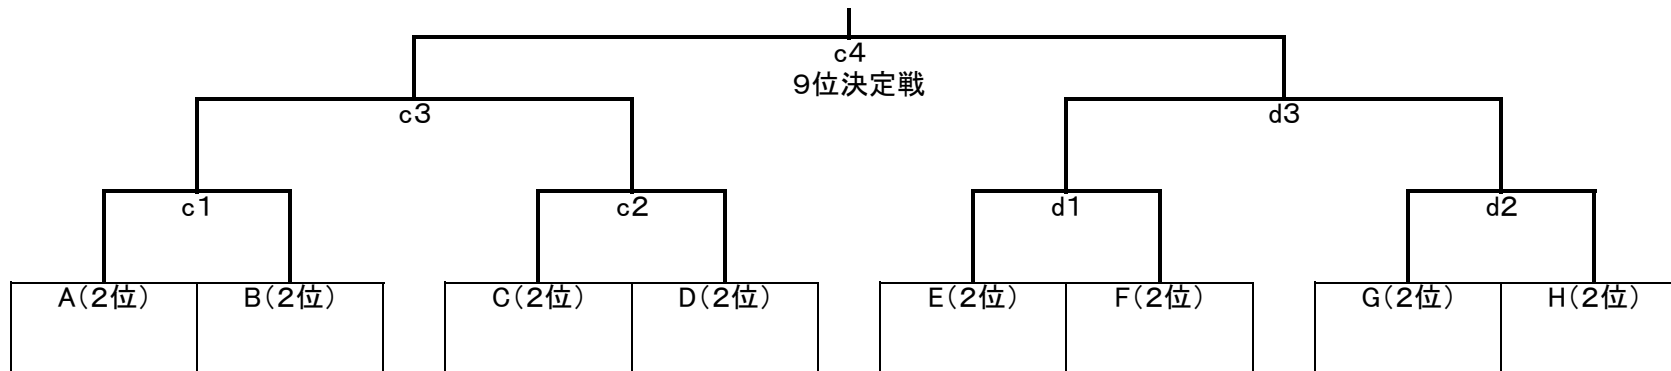 c4
9位決定戦
c3
d3
c1
c2
d1
d2
A(2位)
B(2位)
C(2位)
D(2位)
E(2位)
F(2位)
G(2位)
H(2位)